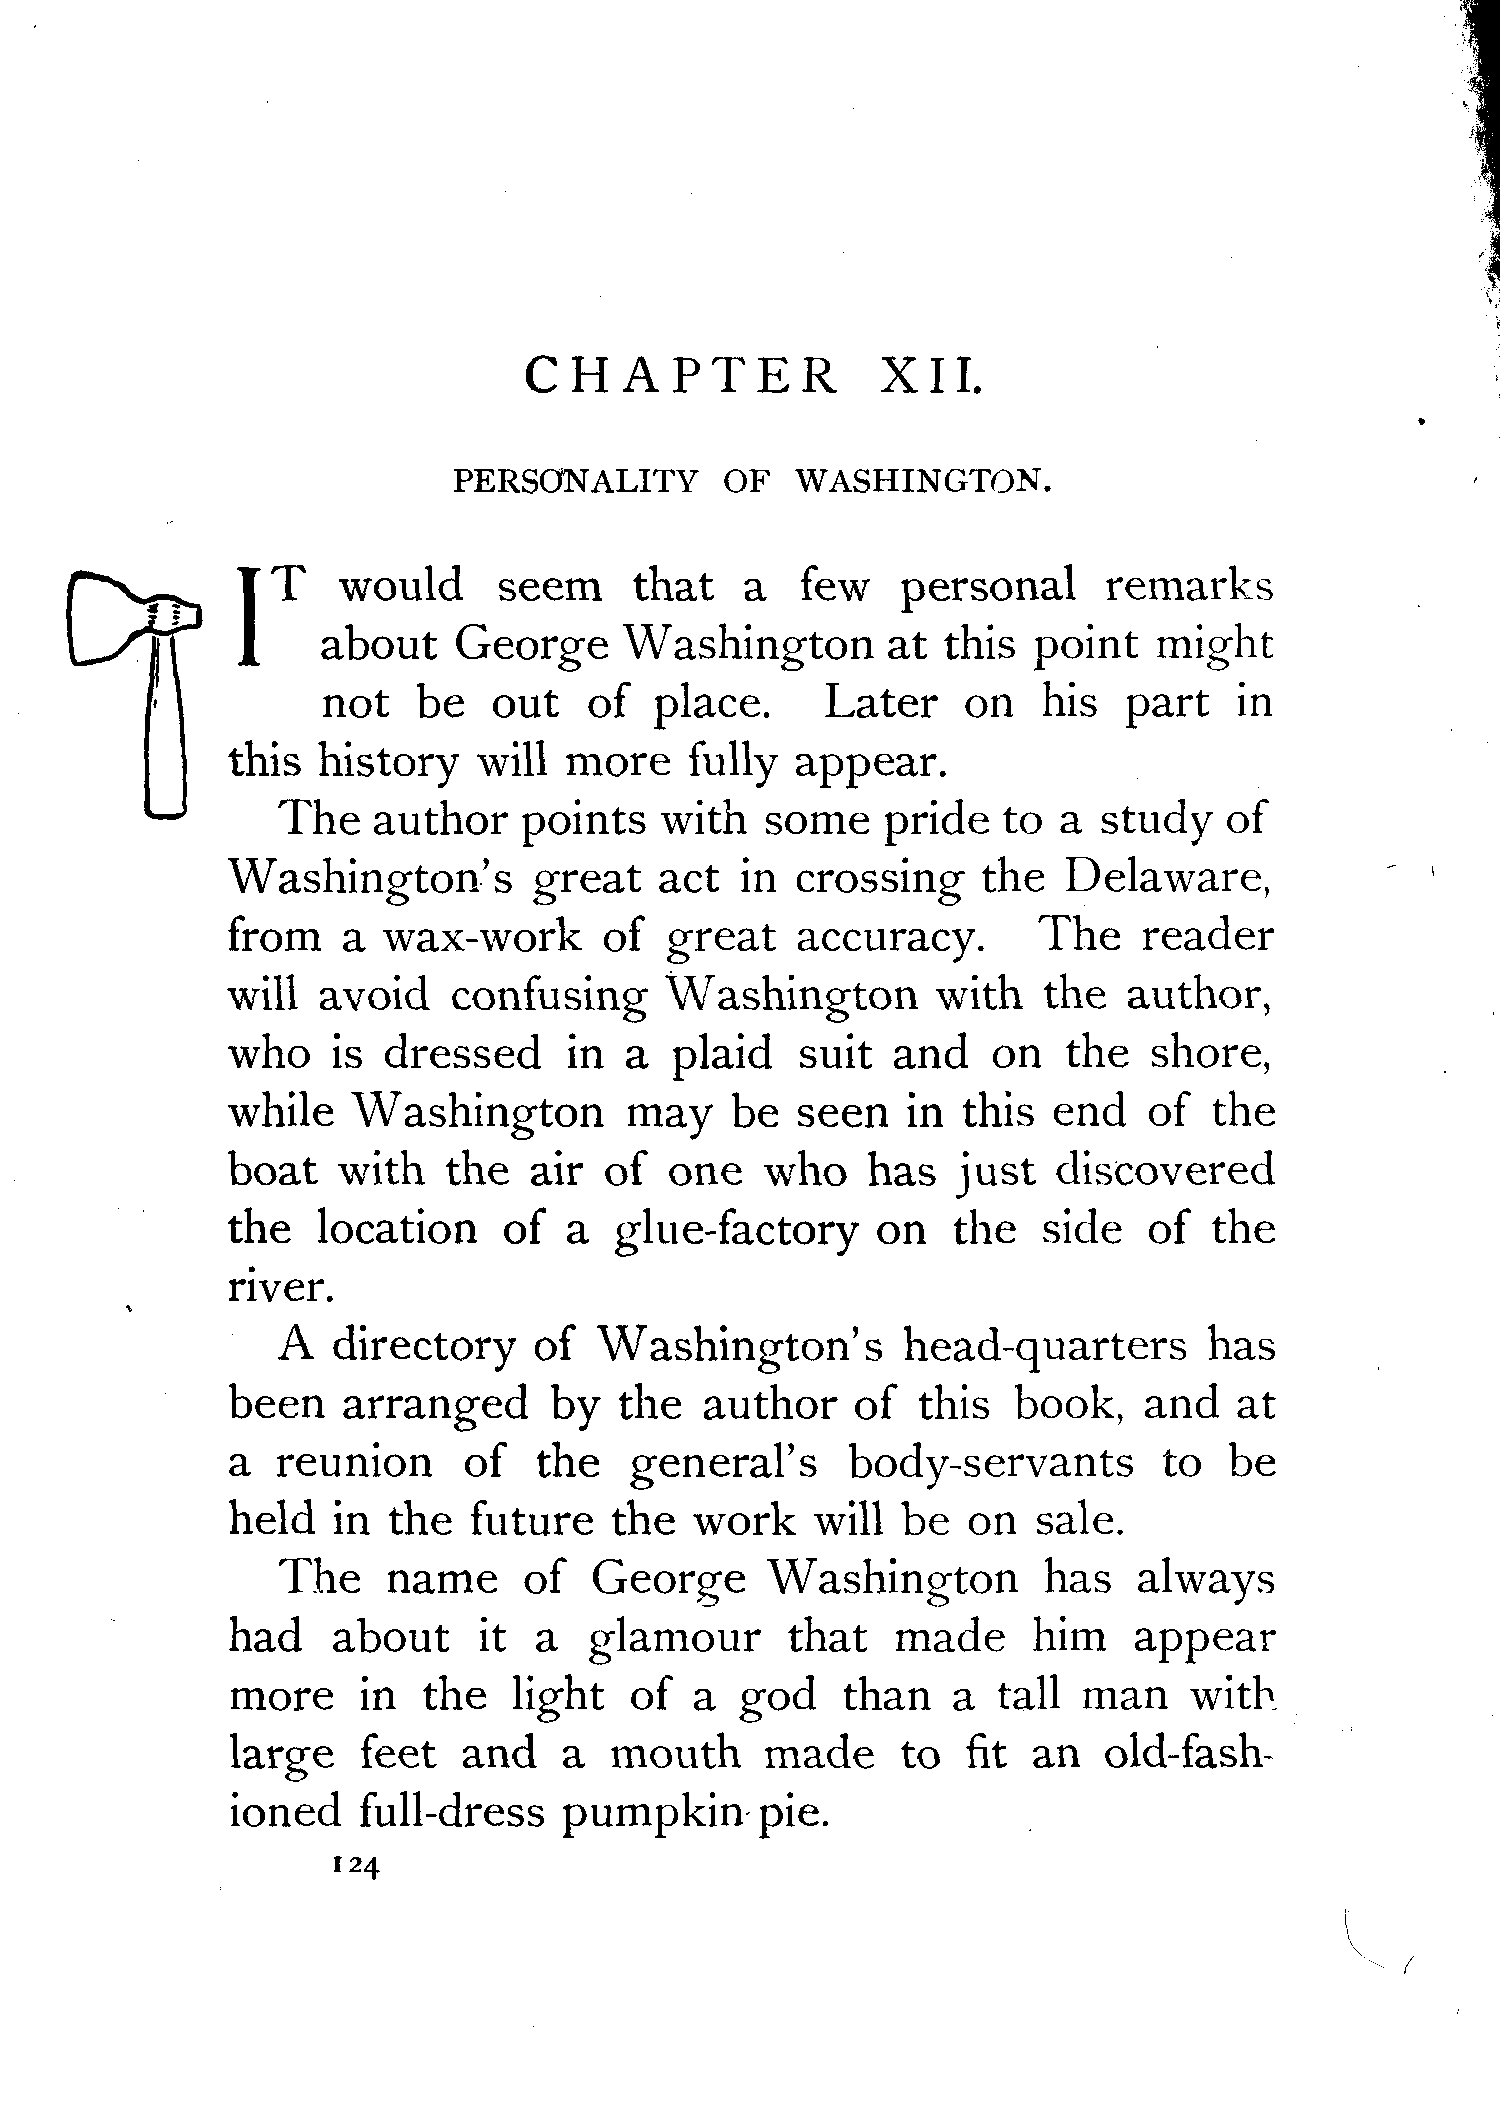 CHAPTER XII.
PERSONALITY OF WASHINGTON.
IT would seem that a few personal remarks
about George Washington at this point might
not be out of place. Later on his part in
this history will more fully appear.
The author points with some pride to a study of
Washington's great act in crossing the Delaware,
from a wax-work of great accuracy. The reader
will avoid confusing Washington with the author,
who is dressed in a plaid suit and on the shore,
while Washington may be seen in this end of the
boat with the air of one who has just discovered
the location of a glue-factory on the side of the
river.
A directory of Washington's head-quarters has
been arranged by the author of this book, and at
a reunion of the general's body-servants to be
held in the future the work will be on sale.
The name of George Washington has always
had about it a glamour that made him appear
more in the light of a god than a tall man with
large feet and a mouth made to fit an old-fash-
ioned full-dress pumpkin-pie.
124